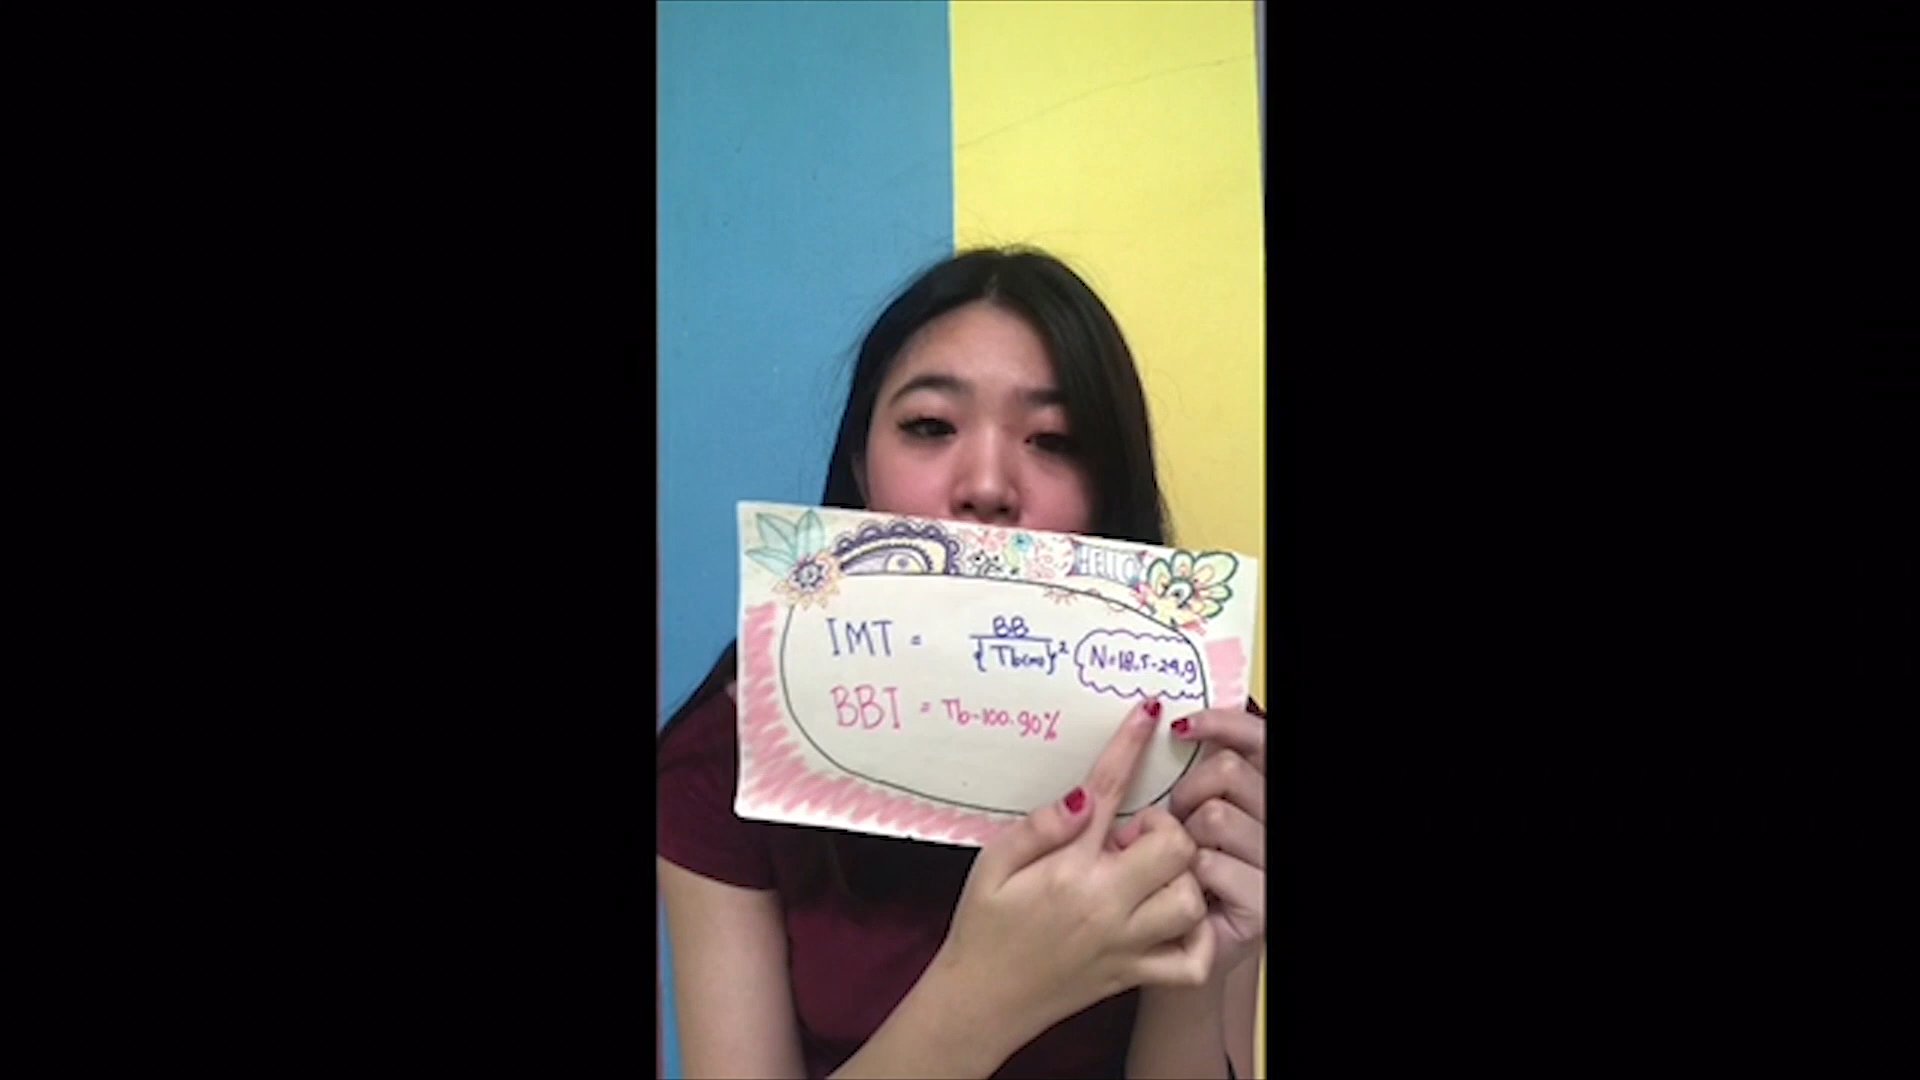 HELLO
IMT = BB
{Tb(m)}² N=18,5-24,9
BBI = Tb-100.90%